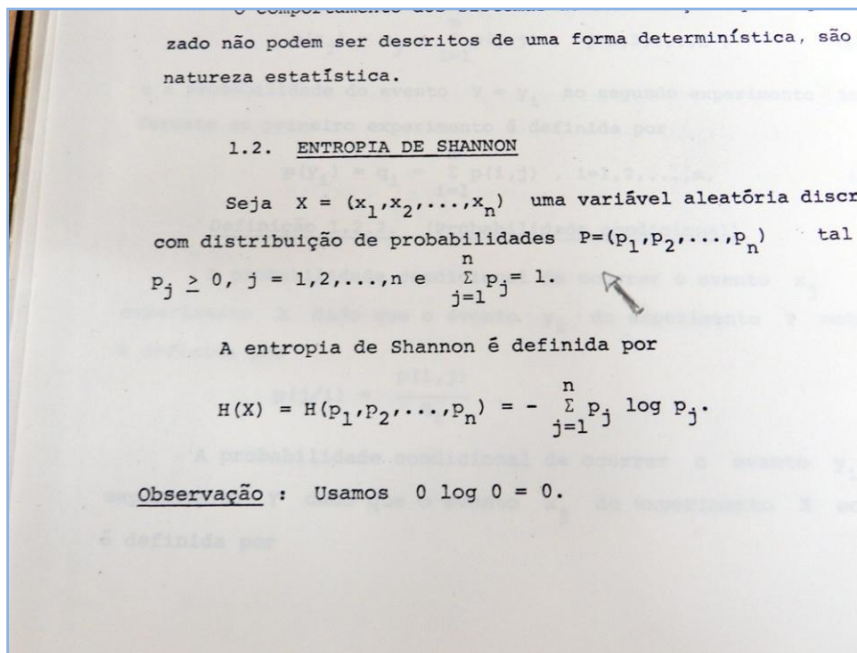 zado não podem ser descritos de uma forma determinística, são
natureza estatística.
1.2. ENTROPIA DE SHANNON
Seja X = (x₁,x₂,...,xₙ) uma variável aleatória discr
com distribuição de probabilidades P=(p₁,p₂,...,pₙ) tal
n
pⱼ ≥ 0, j = 1,2,...,n e Σ pⱼ= 1.
j=1
A entropia de Shannon é definida por
n
H(X) = H(p₁,p₂,...,pₙ) = - Σ pⱼ log pⱼ.
j=1
Observação : Usamos 0 log 0 = 0.